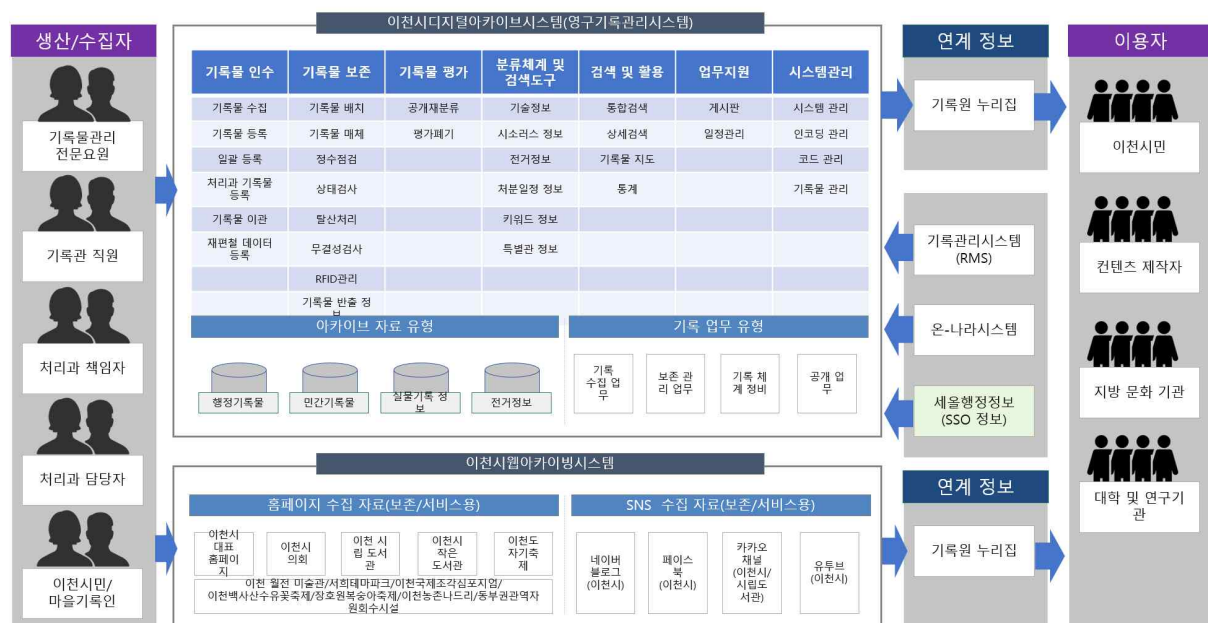 생산/수집자
기록물관리
전문요원
기록관 직원
처리과 책임자
처리과 담당자
이천시민/
마을기록인
이천시디지털아카이브시스템(영구기록관리시스템)
기록물 인수 기록물 보존 기록물 평가 분류체계 및 검색 및 활용 업무지원 시스템관리
검색도구
기록물 수집 기록물 배치 공개재분류 기술정보 통합검색 게시판 시스템 관리
기록물 등록 기록물 매체 평가폐기 시소러스 정보 상세검색 일정관리 인코딩 관리
일괄 등록 정수점검 전거정보 기록물 지도 코드 관리
처리과 기록물
등록 상태검사 처분일정 정보 통계 기록물 관리
기록물 이관 탈산처리 키워드 정보
재편철 데이터
등록 무결성검사 특별관 정보
RFID관리
기록물 반출 정
보
아카이브 자료 유형
행정기록물
민간기록물
실물기록 정
보
전거정보
기록 업무 유형
기록
수집 업
무
보존 관
리 업무
기록 체
계 정비
공개 업
무
이천시웹아카이빙시스템
홈페이지 수집 자료(보존/서비스용)
이천시
대표
홈페이
지
이천시
의회
이천 시
립 도서
관
이천시
작은
도서관
이천도
자기축
제
이천 월전 미술관/서희테마파크/이천국제조각심포지엄/
이천백사산수유꽃축제/장호원복숭아축제/이천농촌나드리/동부권광역자
원회수시설
SNS 수집 자료(보존/서비스용)
네이버
블로그
(이천시)
페이스
북
(이천시)
카카오
채널
(이천시/
시립도
서관)
유투브
(이천시)
연계 정보
기록원 누리집
기록관리시스템
(RMS)
온-나라시스템
세올행정정보
(SSO 정보)
연계 정보
기록원 누리집
이용자
이천시민
컨텐츠 제작자
지방 문화 기관
대학 및 연구기
관